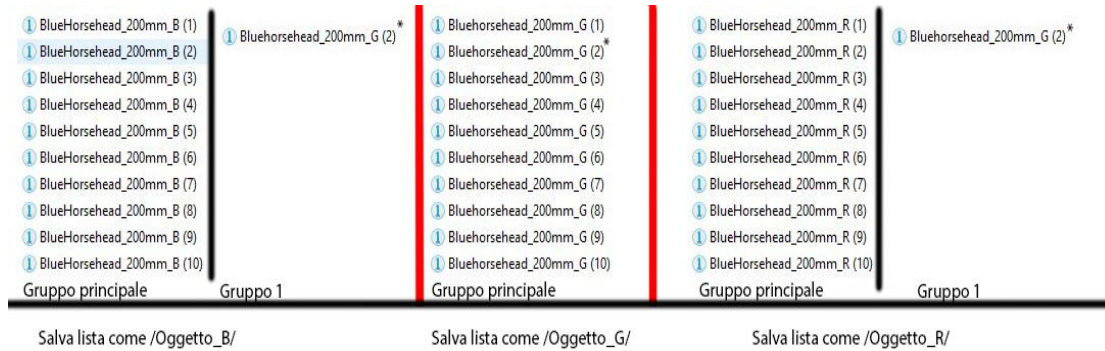 BlueHorsehead_200mm_B (1)
BlueHorsehead_200mm_B (2)
BlueHorsehead_200mm_B (3)
BlueHorsehead_200mm_B (4)
BlueHorsehead_200mm_B (5)
BlueHorsehead_200mm_B (6)
BlueHorsehead_200mm_B (7)
BlueHorsehead_200mm_B (8)
BlueHorsehead_200mm_B (9)
BlueHorsehead_200mm_B (10)
Gruppo principale
Bluehorsehead_200mm_G (2)*
Gruppo 1
Salva lista come /Oggetto_B/
Bluehorsehead_200mm_G (1)
Bluehorsehead_200mm_G (2)*
Bluehorsehead_200mm_G (3)
Bluehorsehead_200mm_G (4)
Bluehorsehead_200mm_G (5)
Bluehorsehead_200mm_G (6)
Bluehorsehead_200mm_G (7)
Bluehorsehead_200mm_G (8)
Bluehorsehead_200mm_G (9)
Bluehorsehead_200mm_G (10)
Gruppo principale
Salva lista come /Oggetto_G/
BlueHorsehead_200mm_R (1)
BlueHorsehead_200mm_R (2)
BlueHorsehead_200mm_R (3)
BlueHorsehead_200mm_R (4)
BlueHorsehead_200mm_R (5)
BlueHorsehead_200mm_R (6)
BlueHorsehead_200mm_R (7)
BlueHorsehead_200mm_R (8)
BlueHorsehead_200mm_R (9)
BlueHorsehead_200mm_R (10)
Gruppo principale
Bluehorsehead_200mm_G (2)*
Gruppo 1
Salva lista come /Oggetto_R/